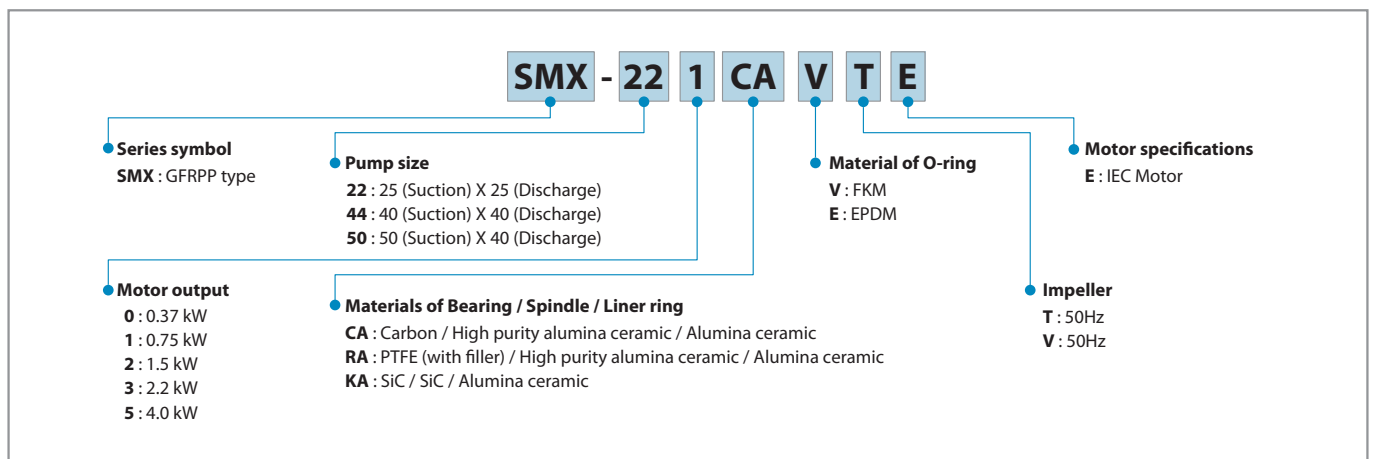 SMX - 22 1 CA V T E
Series symbol
SMX : GFRPP type
Pump size
22 : 25 (Suction) X 25 (Discharge)
44 : 40 (Suction) X 40 (Discharge)
50 : 50 (Suction) X 40 (Discharge)
Material of O-ring
V : FKM
E : EPDM
Motor specifications
E : IEC Motor
Motor output
0 : 0.37 kW
1 : 0.75 kW
2 : 1.5 kW
3 : 2.2 kW
5 : 4.0 kW
Materials of Bearing / Spindle / Liner ring
CA : Carbon / High purity alumina ceramic / Alumina ceramic
RA : PTFE (with filler) / High purity alumina ceramic / Alumina ceramic
KA : SiC / SiC / Alumina ceramic
Impeller
T : 50Hz
V : 50Hz